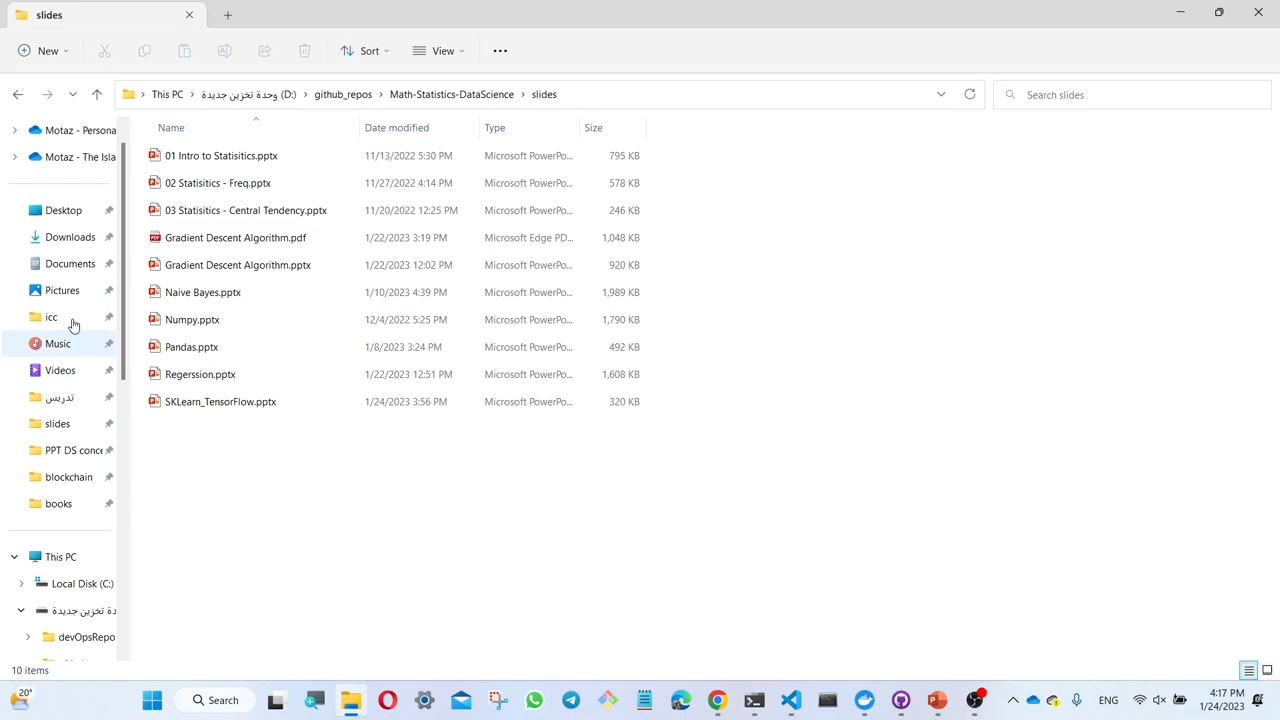 slides
New
Sort
View
This PC
وحدة تخزين جديدة (D:)
github_repos
Math-Statistics-DataScience
slides
Search slides
Name
Date modified
Type
Size
Motaz - Persona
Motaz - The Isla
Desktop
Downloads
Documents
Pictures
icc
Music
Videos
تدريس
slides
PPT DS conce
blockchain
books
This PC
Local Disk (C:)
دة تخزين جديدة
devOpsRepo
01 Intro to Statisitics.pptx 11/13/2022 5:30 PM Microsoft PowerPo... 795 KB
02 Statisitics - Freq.pptx 11/27/2022 4:14 PM Microsoft PowerPo... 578 KB
03 Statisitics - Central Tendency.pptx 11/20/2022 12:25 PM Microsoft PowerPo... 246 KB
Gradient Descent Algorithm.pdf 1/22/2023 3:19 PM Microsoft Edge PD... 1,048 KB
Gradient Descent Algorithm.pptx 1/22/2023 12:02 PM Microsoft PowerPo... 920 KB
Naive Bayes.pptx 1/10/2023 4:39 PM Microsoft PowerPo... 1,989 KB
Numpy.pptx 12/4/2022 5:25 PM Microsoft PowerPo... 1,790 KB
Pandas.pptx 1/8/2023 3:24 PM Microsoft PowerPo... 492 KB
Regerssion.pptx 1/22/2023 12:51 PM Microsoft PowerPo... 1,608 KB
SKLearn_TensorFlow.pptx 1/24/2023 3:56 PM Microsoft PowerPo... 320 KB
10 items
20°
Search
ENG
4:17 PM
1/24/2023